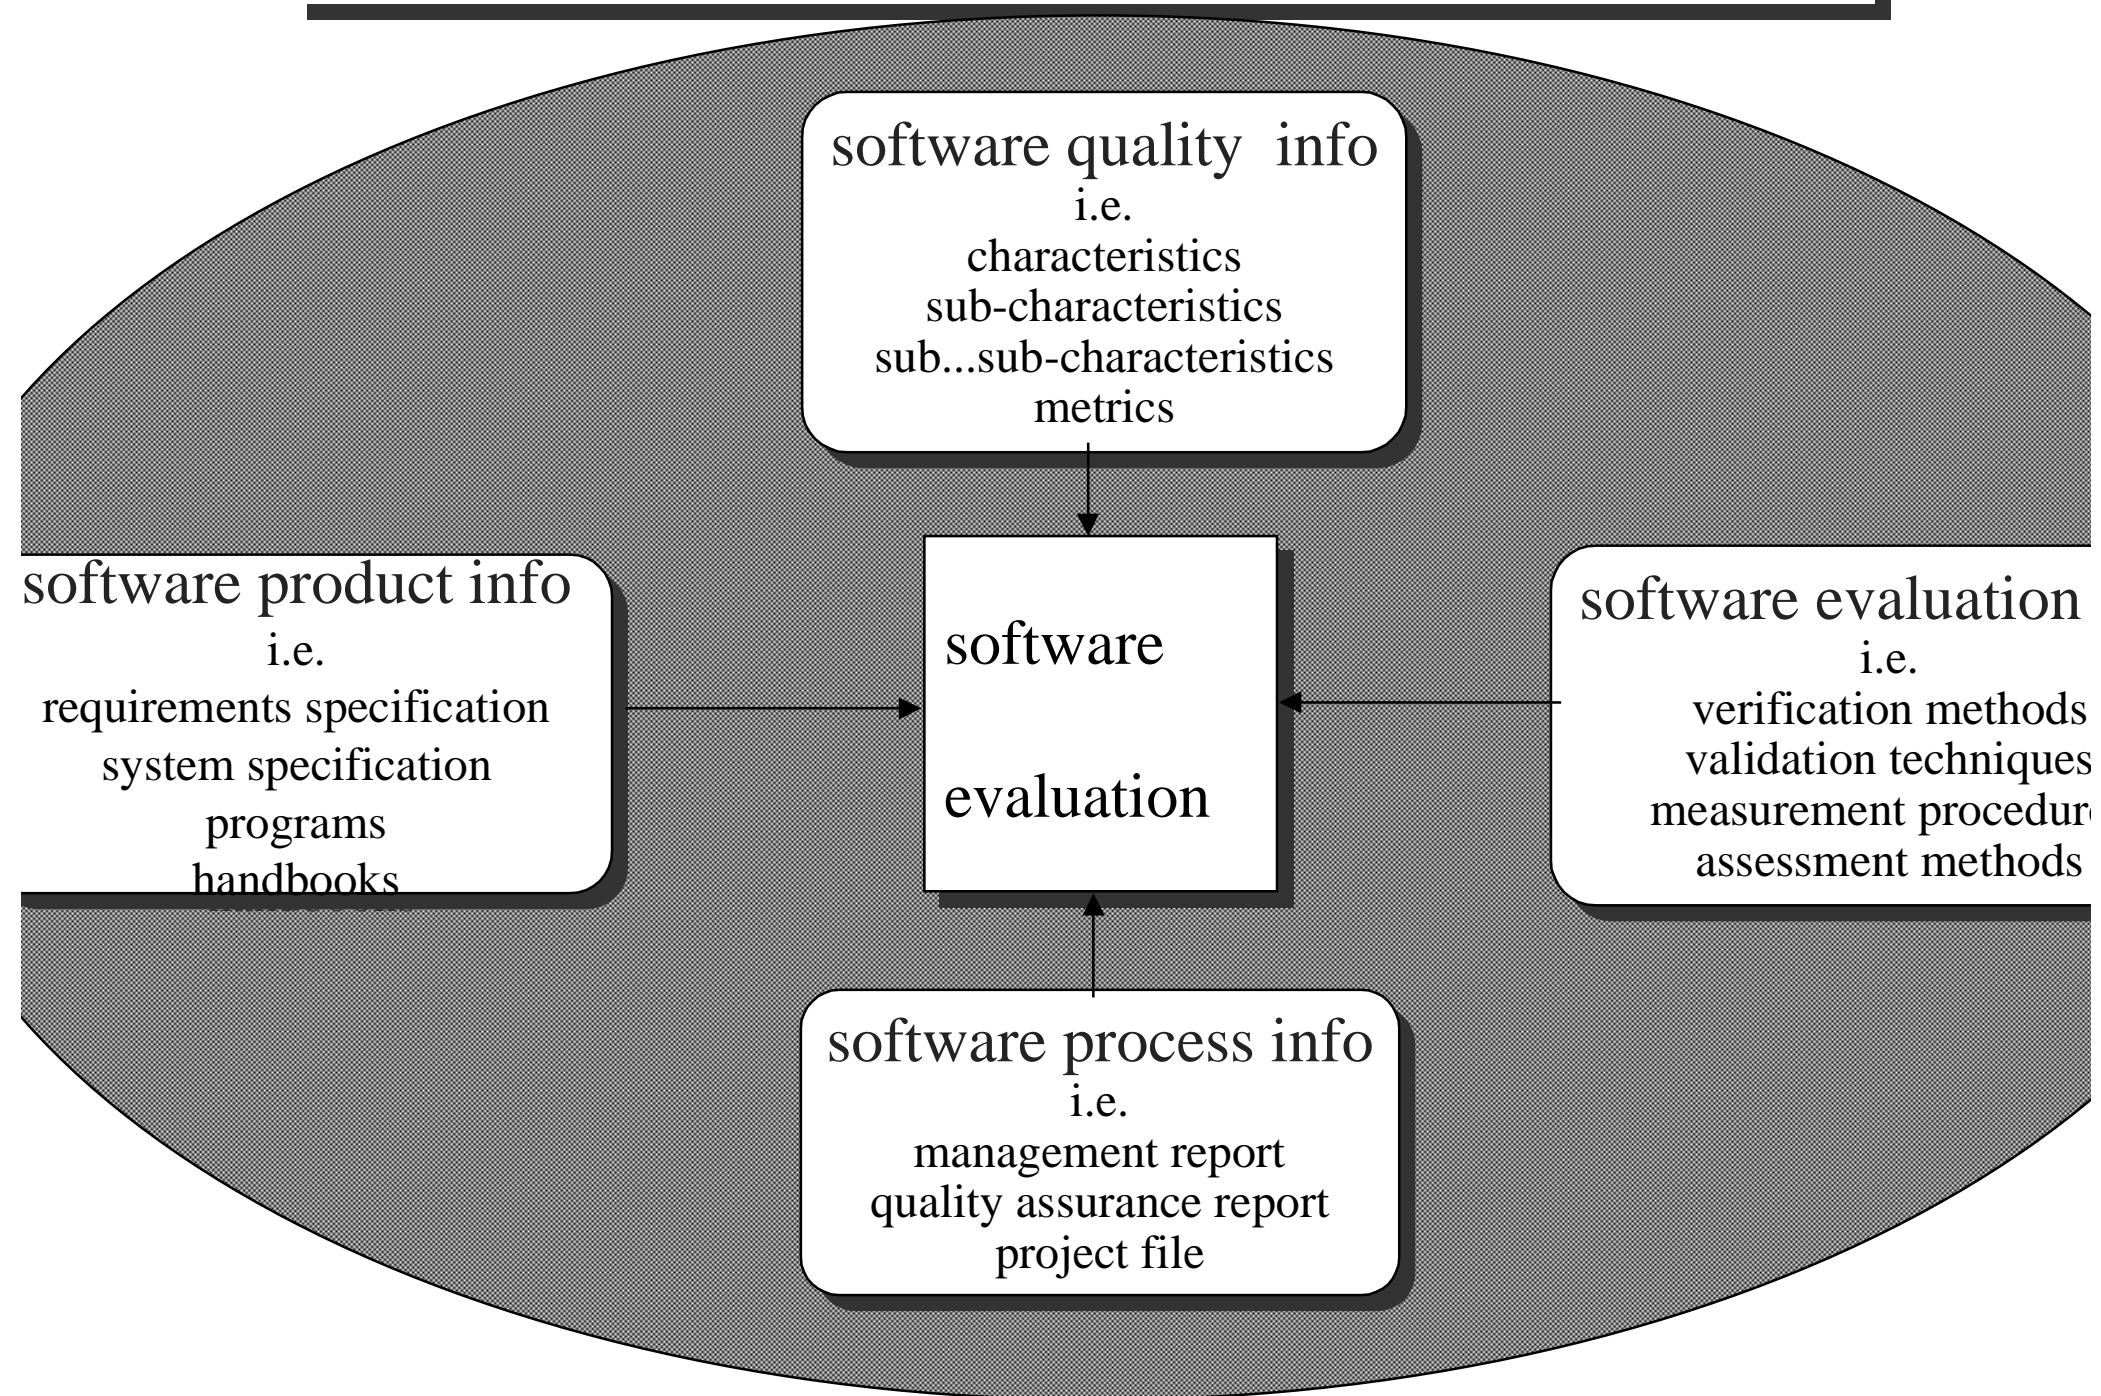 software quality  info
i.e.
characteristics
sub-characteristics
sub...sub-characteristics
metrics
software product info
i.e.
requirements specification
system specification
programs
handbooks
software
evaluation
software evaluation
i.e.
verification methods
validation techniques
measurement
assessment methods
software process info
i.e.
management report
quality assurance report
project file